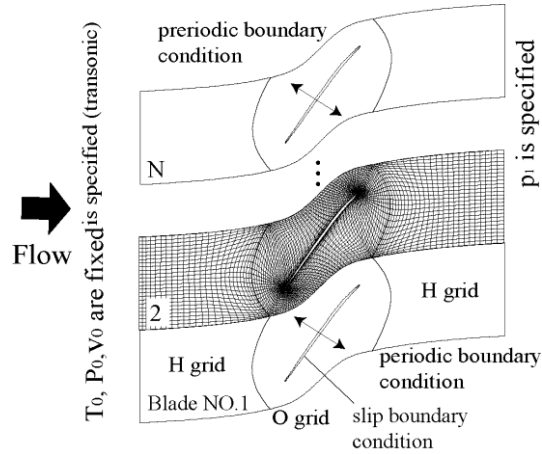 preriodic boundary
condition
T0, P0, v0 are fixed is specified (transonic)
p1 is specified
N
Flow
2
H grid
H grid
periodic boundary
condition
Blade NO.1
O grid
slip boundary
condition